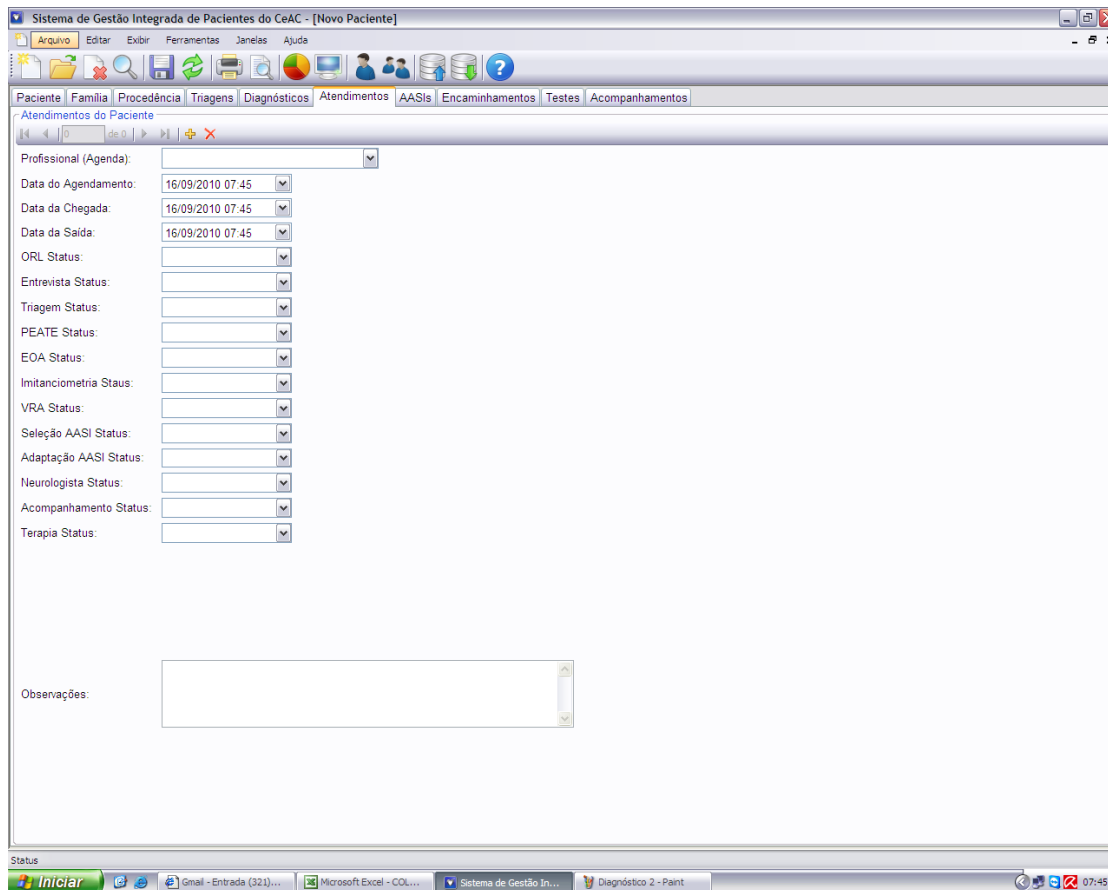 Sistema de Gestão Integrada de Pacientes do CeAC - [Novo Paciente]
Arquivo Editar Exibir Ferramentas Janelas Ajuda
Paciente Família Procedência Triagens Diagnósticos Atendimentos AASIs Encaminhamentos Testes Acompanhamentos
Atendimentos do Paciente
0 de 0
Profissional (Agenda):
Data do Agendamento: 16/09/2010 07:45
Data da Chegada: 16/09/2010 07:45
Data da Saída: 16/09/2010 07:45
ORL Status:
Entrevista Status:
Triagem Status:
PEATE Status:
EOA Status:
Imitanciometria Staus:
VRA Status:
Seleção AASI Status:
Adaptação AASI Status:
Neurologista Status:
Acompanhamento Status:
Terapia Status:
Observações:
Status
Iniciar Gmail - Entrada (321)... Microsoft Excel - COL... Sistema de Gestão In... Diagnóstico 2 - Paint 07:45